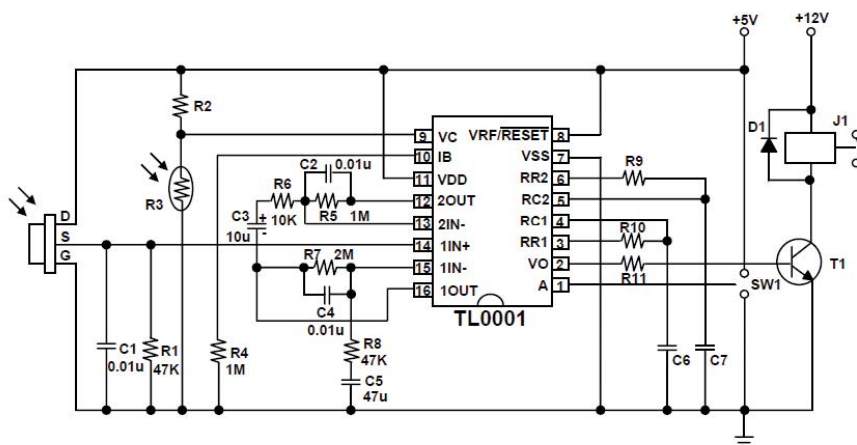 +5V
+12V
R2
D1
J1
9 VC VRF/RESET 8
10 IB VSS 7
11 VDD RR2 6
12 2OUT RC2 5
13 2IN- RC1 4
14 1IN+ RR1 3
15 1IN- VO 2
16 1OUT A 1
TL0001
C2 0.01u
R6
10K
R5 1M
R3
C3 +
10u -
R7 2M
C4
0.01u
R9
R10
R11
D
S
G
T1
SW1
C1
0.01u
R1
47K
R4
1M
R8
47K
C5
47u
C6
C7